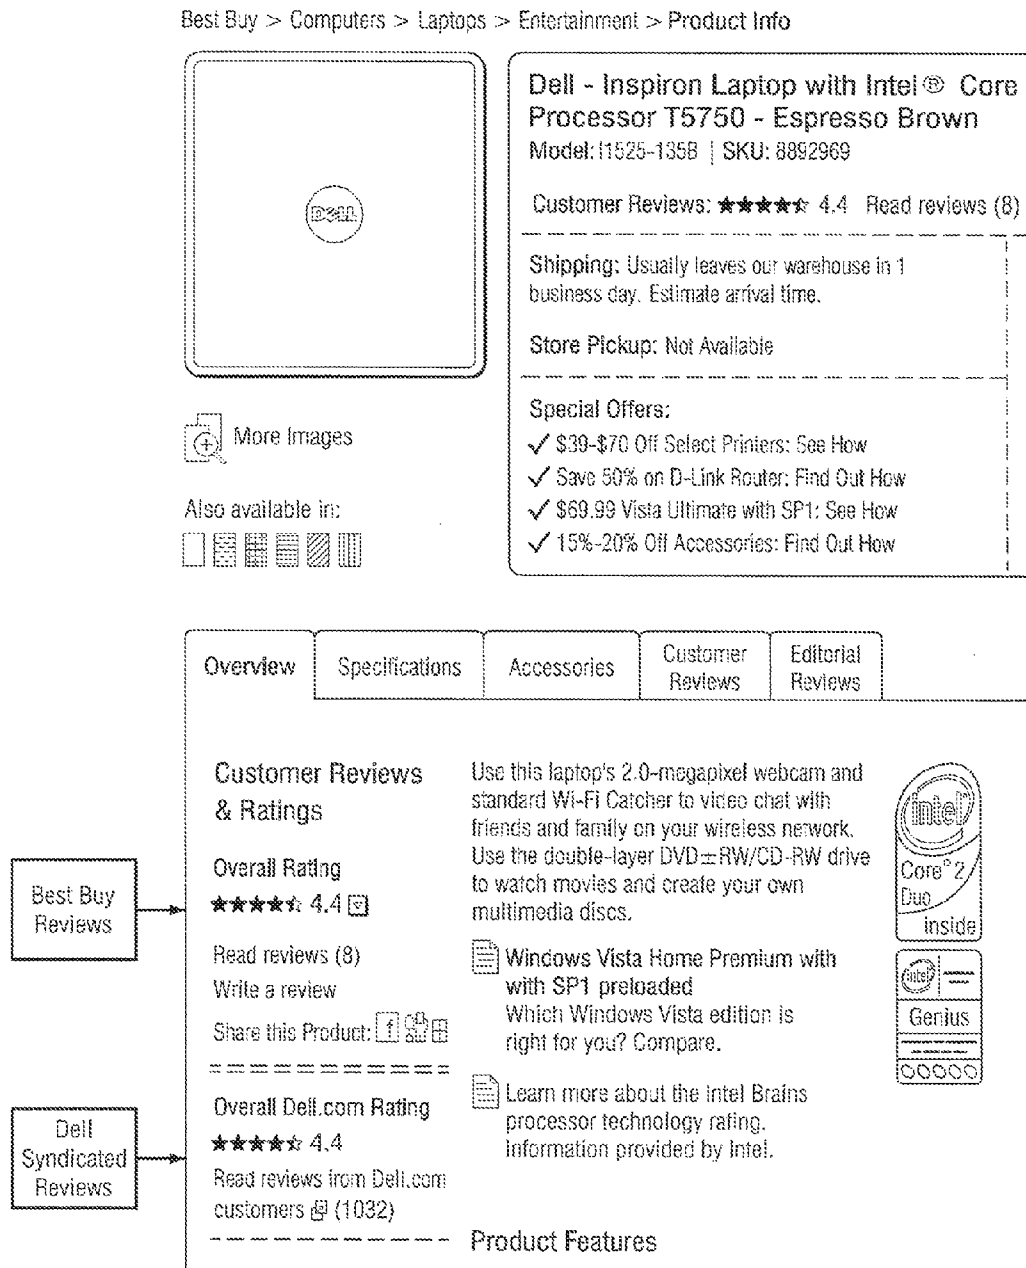 Best Buy > Computers > Laptops > Entertainment > Product Info
DELL
Dell - Inspiron Laptop with Intel® Core
Processor T5750 - Espresso Brown
Model: I1525-135B | SKU: 8892969
Customer Reviews: ★★★★⯪ 4.4 Read reviews (8)
Shipping: Usually leaves our warehouse in 1
business day. Estimate arrival time.
Store Pickup: Not Available
Special Offers:
✓ $39-$70 Off Select Printers: See How
✓ Save 50% on D-Link Router: Find Out How
✓ $69.99 Vista Ultimate with SP1: See How
✓ 15%-20% Off Accessories: Find Out How
More Images
Also available in:
Overview
Specifications
Accessories
Customer
Reviews
Editorial
Reviews
Customer Reviews
& Ratings
Overall Rating
★★★★⯪ 4.4
Read reviews (8)
Write a review
Share this Product: f
Overall Dell.com Rating
★★★★⯪ 4.4
Read reviews from Dell.com
customers (1032)
Best Buy
Reviews
Dell
Syndicated
Reviews
Use this laptop's 2.0-megapixel webcam and
standard Wi-Fi Catcher to video chat with
friends and family on your wireless network.
Use the double-layer DVD±RW/CD-RW drive
to watch movies and create your own
multimedia discs.
Windows Vista Home Premium with
with SP1 preloaded
Which Windows Vista edition is
right for you? Compare.
Learn more about the Intel Brains
processor technology rating.
Information provided by Intel.
Product Features
intel
Core™ 2
Duo
inside
intel
Genius